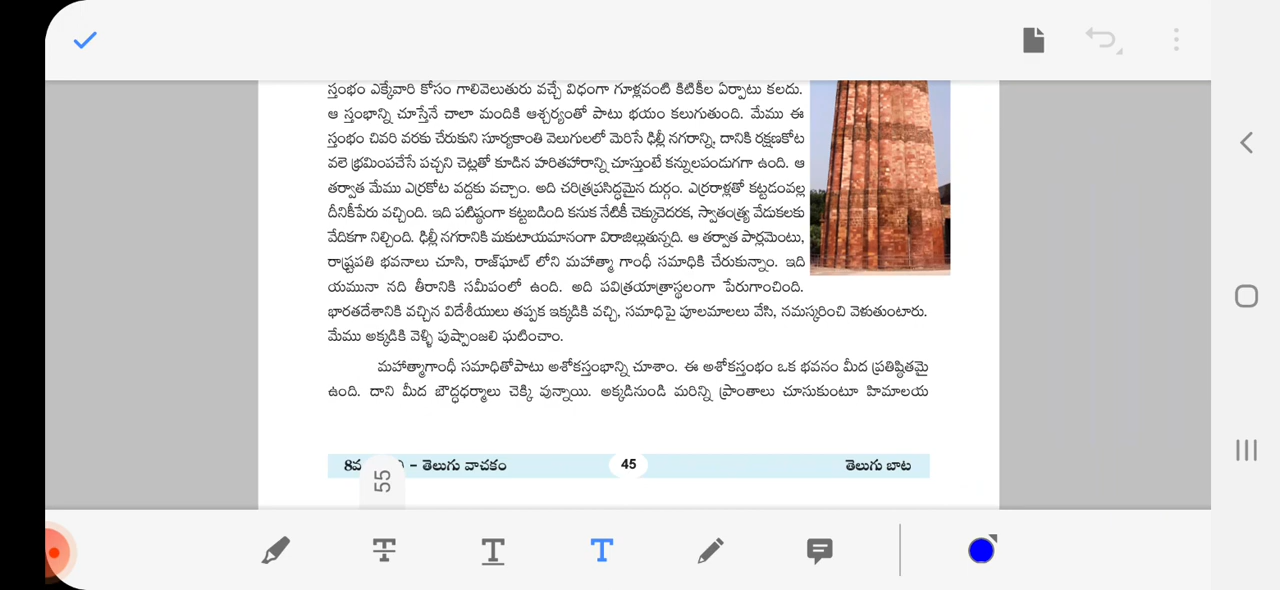 స్తంభం ఎక్కేవారి కోసం గాలివెలుతురు వచ్చే విధంగా గూళ్లవంటి కిటికీల ఏర్పాటు కలదు.
ఆ స్తంభాన్ని చూస్తేనే చాలా మందికి ఆశ్చర్యంతో పాటు భయం కలుగుతుంది. మేము ఈ
స్తంభం చివరి వరకు చేరుకుని సూర్యకాంతి వెలుగులలో మెరిసే ఢిల్లీ నగరాన్ని, దానికి రక్షణకోట
వలె భ్రమింపచేసే పచ్చని చెట్లతో కూడిన హరితహారాన్ని చూస్తుంటే కన్నులపండుగగా ఉంది. ఆ
తర్వాత మేము ఎర్రకోట వద్దకు వచ్చాం. అది చరిత్రప్రసిద్ధమైన దుర్గం. ఎర్రరాళ్లతో కట్టడంవల్ల
దీనికీపేరు వచ్చింది. ఇది పటిష్ఠంగా కట్టబడింది కనుక నేటికీ చెక్కుచెదరక, స్వాతంత్ర్య వేడుకలకు
వేదికగా నిల్చింది. ఢిల్లీ నగరానికి మకుటాయమానంగా విరాజిల్లుతున్నది. ఆ తర్వాత పార్లమెంటు,
రాష్ట్రపతి భవనాలు చూసి, రాజ్‌ఘాట్ లోని మహాత్మా గాంధీ సమాధికి చేరుకున్నాం. ఇది
యమునా నది తీరానికి సమీపంలో ఉంది. అది పవిత్రయాత్రాస్థలంగా పేరుగాంచింది.
భారతదేశానికి వచ్చిన విదేశీయులు తప్పక ఇక్కడికి వచ్చి, సమాధిపై పూలమాలలు వేసి, నమస్కరించి వెళుతుంటారు.
మేము అక్కడికి వెళ్ళి పుష్పాంజలి ఘటించాం.
మహాత్మాగాంధీ సమాధితోపాటు అశోకస్తంభాన్ని చూశాం. ఈ అశోకస్తంభం ఒక భవనం మీద ప్రతిష్ఠితమై
ఉంది. దాని మీద బౌద్ధధర్మాలు చెక్కి వున్నాయి. అక్కడినుండి మరిన్ని ప్రాంతాలు చూసుకుంటూ హిమాలయ
8వ – తెలుగు వాచకం 45 తెలుగు బాట
55
T T T